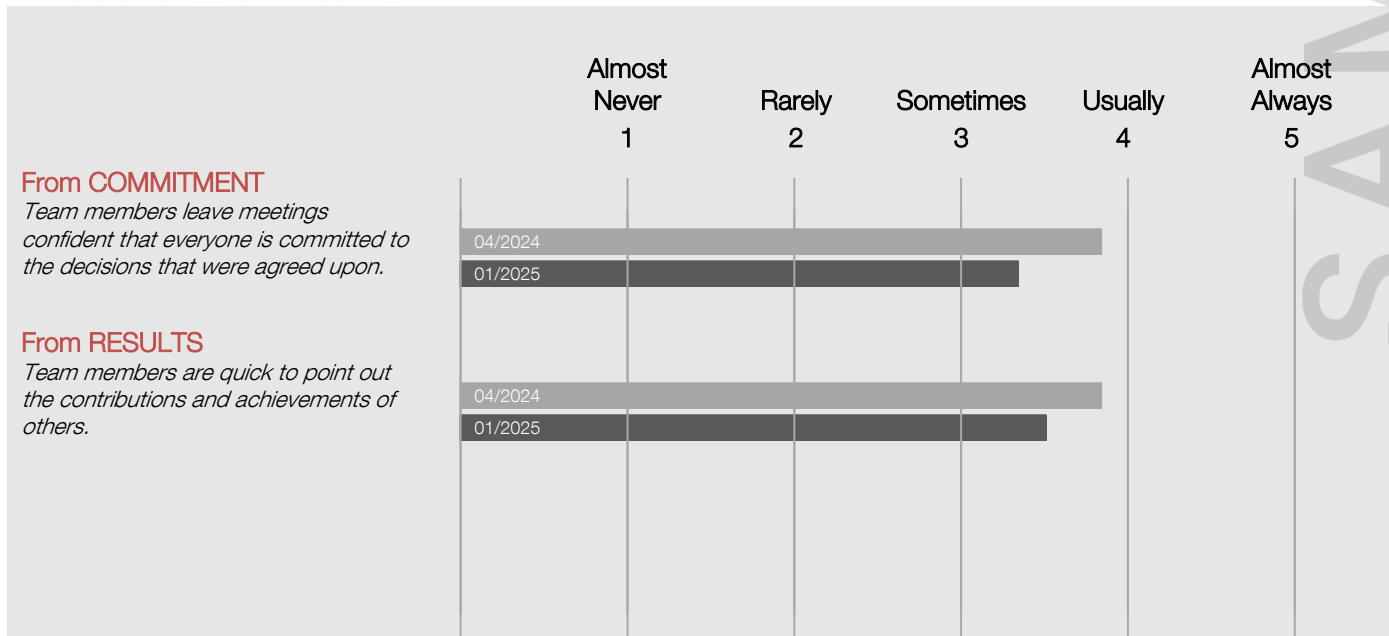 Almost
Never
1
Rarely
2
Sometimes
3
Usually
4
Almost
Always
5
From COMMITMENT
Team members leave meetings
confident that everyone is committed to
the decisions that were agreed upon.
04/2024
01/2025
From RESULTS
Team members are quick to point out
the contributions and achievements of
others.
04/2024
01/2025
SA